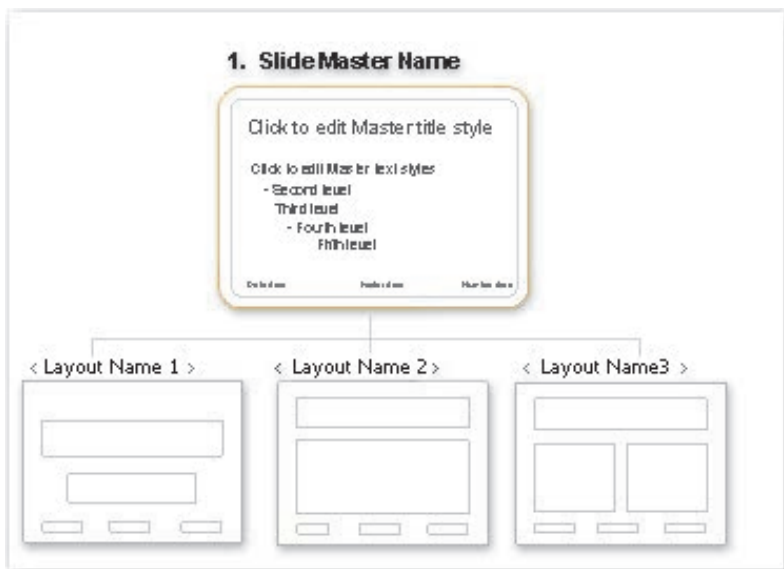 1. Slide Master Name
Click to edit Master title style
Click to edit Master text styles
- Second level
Third level
- Fourth level
Fifth level
< Layout Name 1 >
< Layout Name 2>
< Layout Name3 >